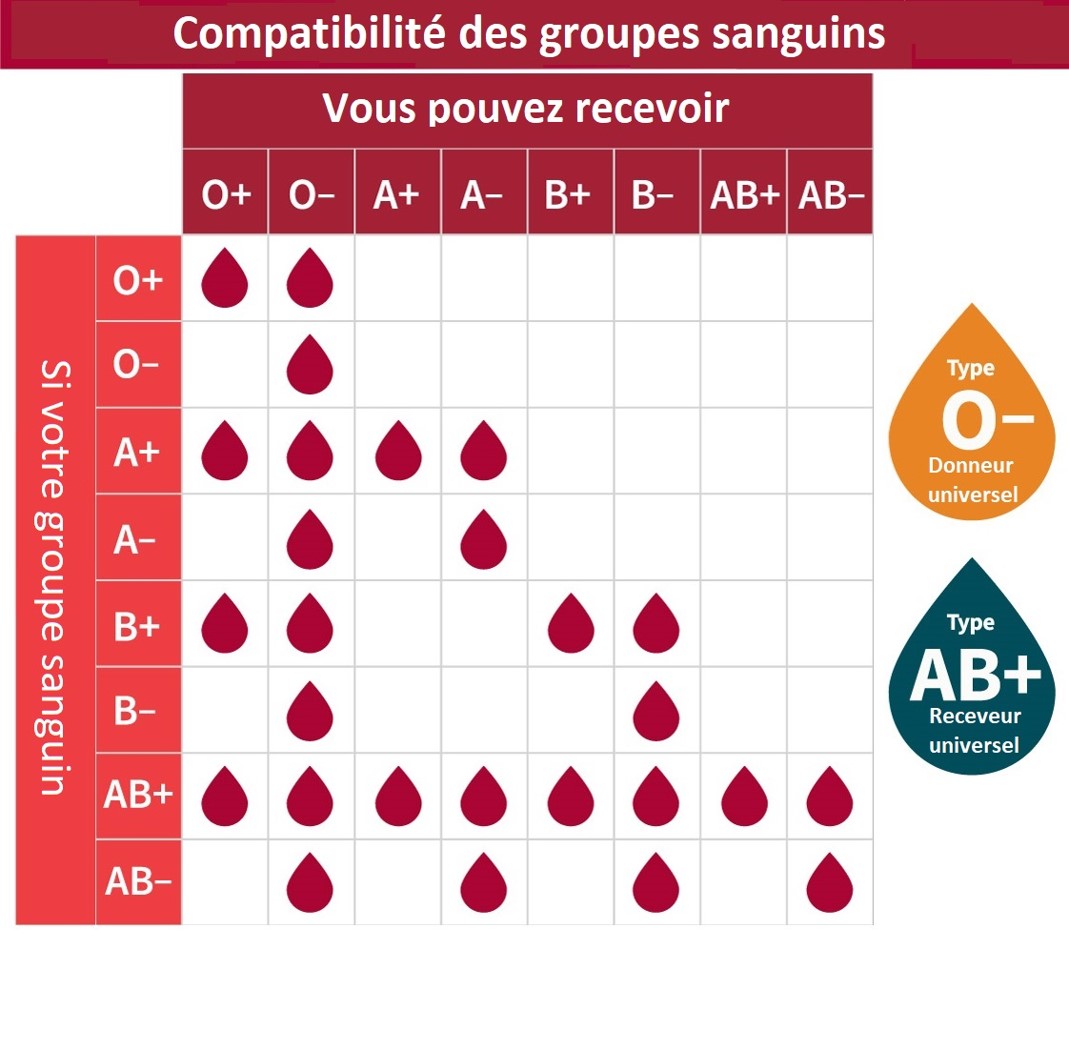 Compatibilité des groupes sanguins
Vous pouvez recevoir
O+ O– A+ A– B+ B– AB+ AB–
Si votre groupe sanguin
O+
O–
A+
A–
B+
B–
AB+
AB–
Type
O–
Donneur
universel
Type
AB+
Receveur
universel